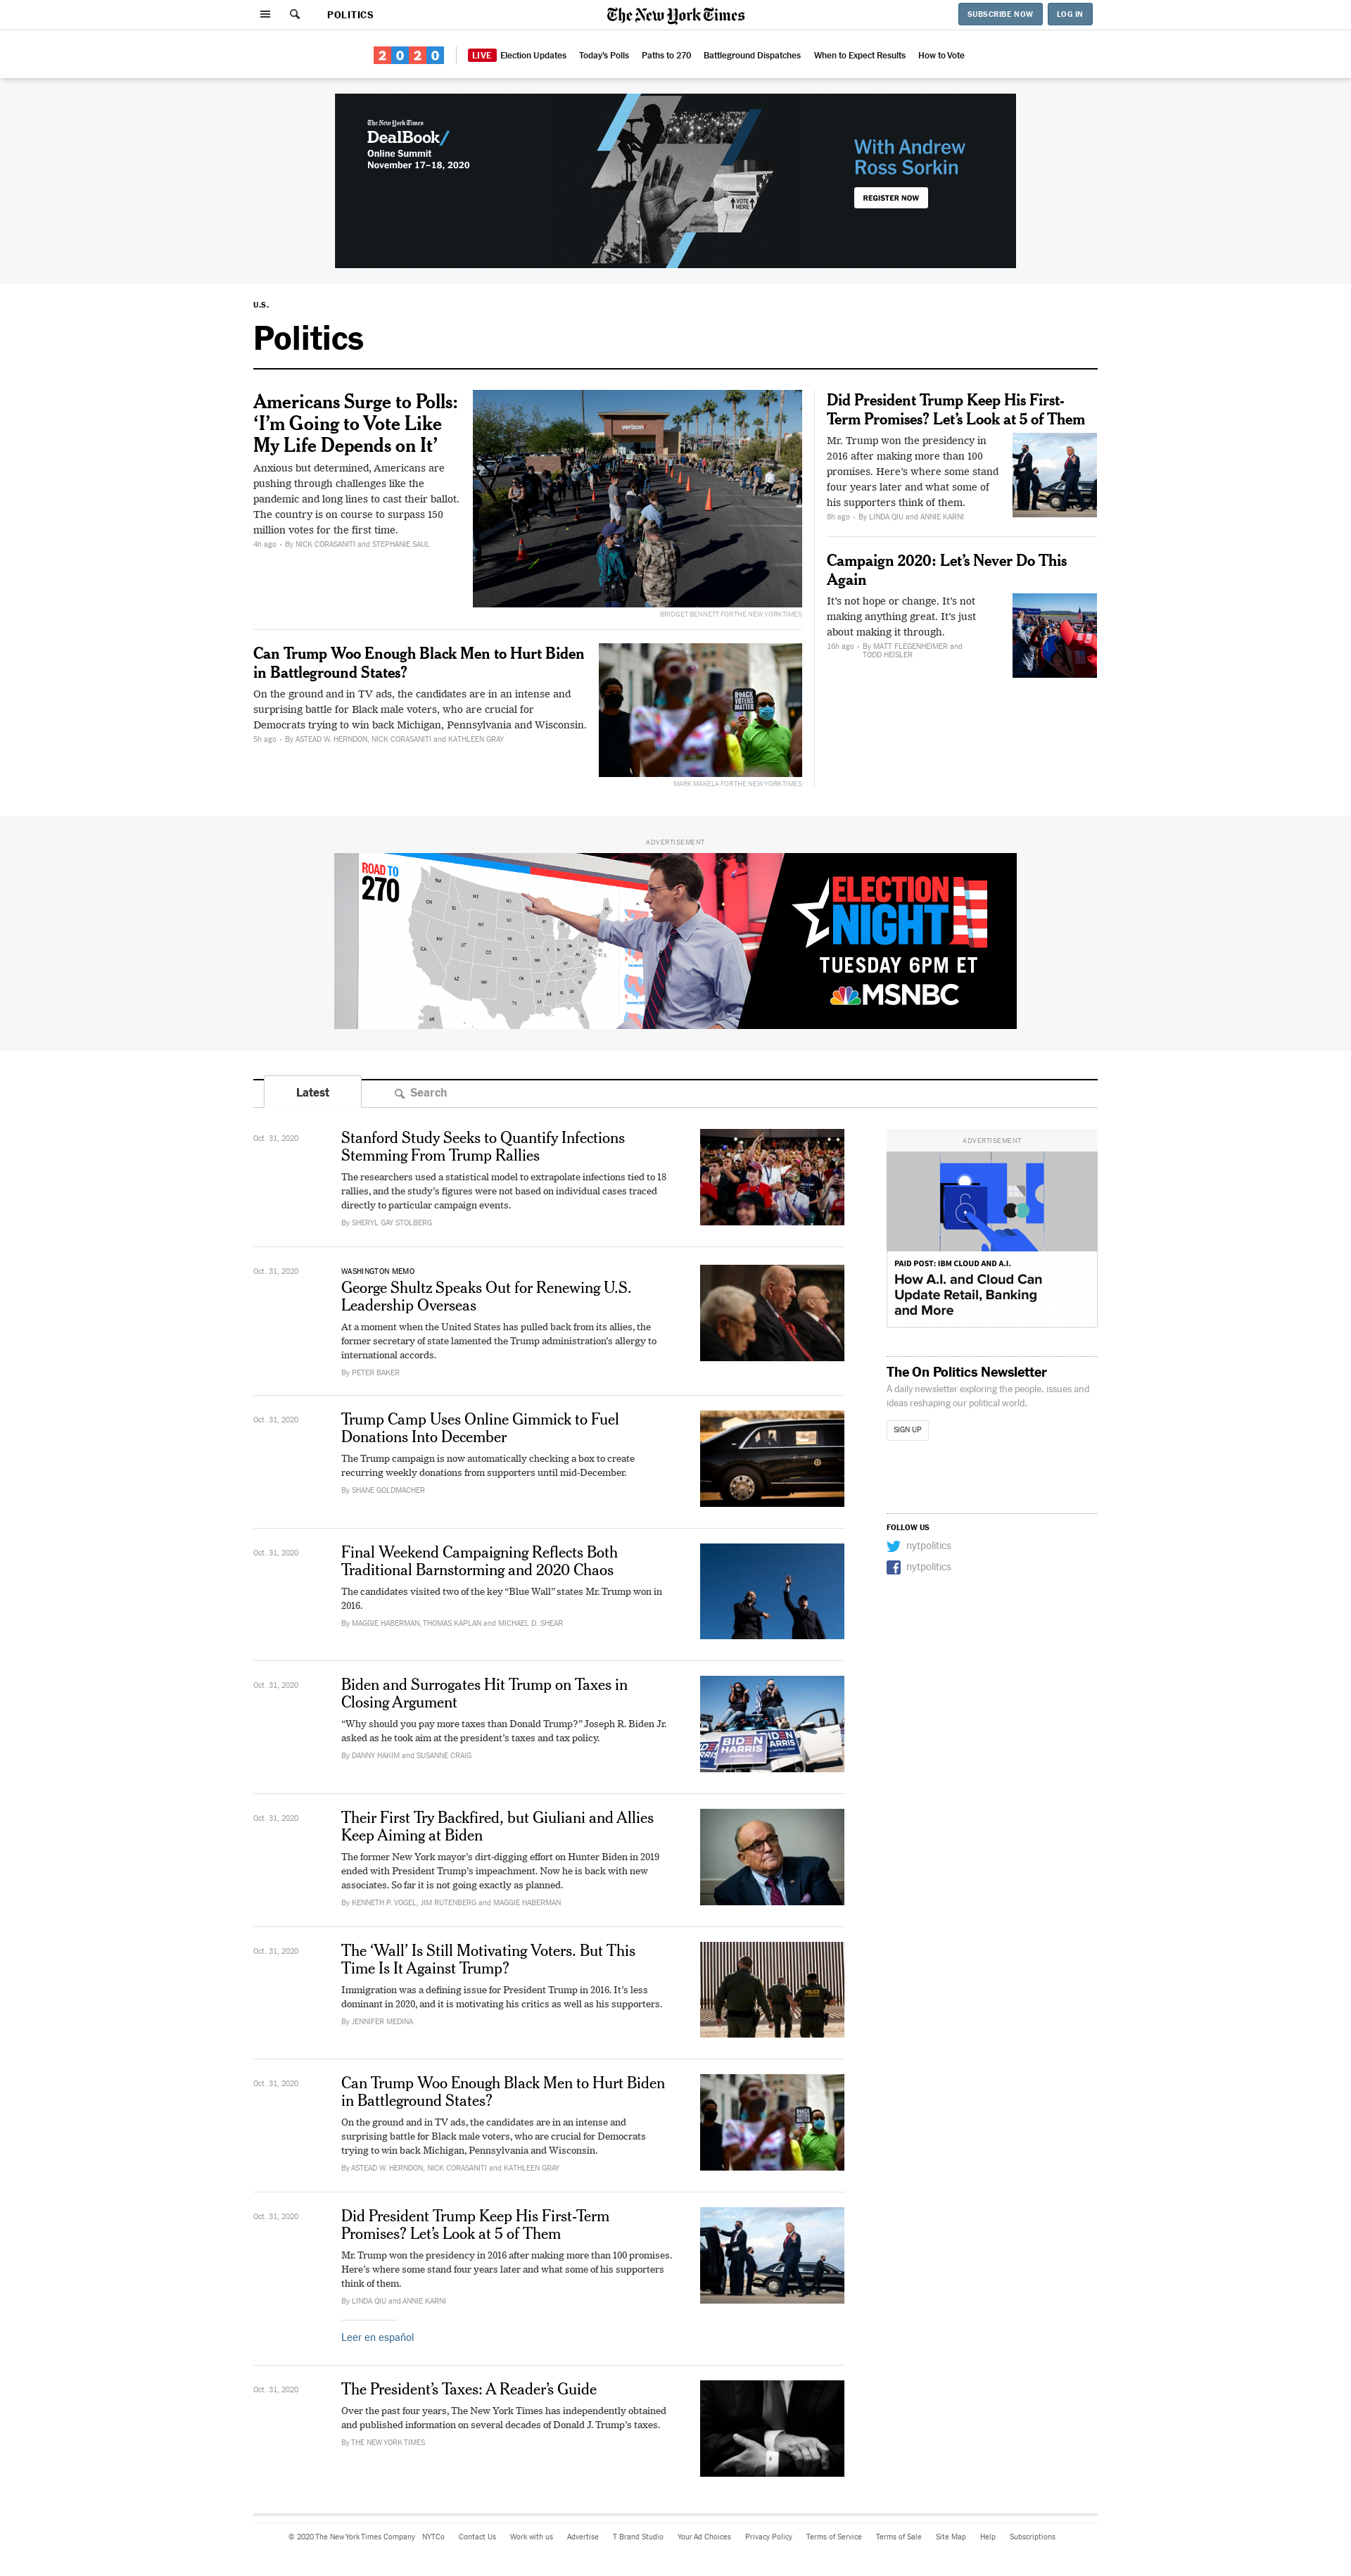 POLITICS
The New York Times
SUBSCRIBE NOW
LOG IN
2020
LIVE Election Updates
Today's Polls
Paths to 270
Battleground Dispatches
When to Expect Results
How to Vote
The New York Times
DealBook/
Online Summit
November 17–18, 2020
VOTE
HERE
With Andrew
Ross Sorkin
REGISTER NOW
U.S.
Politics
Americans Surge to Polls:
‘I’m Going to Vote Like
My Life Depends on It’
Anxious but determined, Americans are
pushing through challenges like the
pandemic and long lines to cast their ballot.
The country is on course to surpass 150
million votes for the first time.
4h ago • By NICK CORASANITI and STEPHANIE SAUL
verizon
BRIDGET BENNETT FOR THE NEW YORK TIMES
Can Trump Woo Enough Black Men to Hurt Biden
in Battleground States?
On the ground and in TV ads, the candidates are in an intense and
surprising battle for Black male voters, who are crucial for
Democrats trying to win back Michigan, Pennsylvania and Wisconsin.
5h ago • By ASTEAD W. HERNDON, NICK CORASANITI and KATHLEEN GRAY
BLACK
VOTERS
MATTER
MARK MAKELA FOR THE NEW YORK TIMES
Did President Trump Keep His First-
Term Promises? Let’s Look at 5 of Them
Mr. Trump won the presidency in
2016 after making more than 100
promises. Here’s where some stand
four years later and what some of
his supporters think of them.
8h ago • By LINDA QIU and ANNIE KARNI
Campaign 2020: Let’s Never Do This
Again
It’s not hope or change. It’s not
making anything great. It’s just
about making it through.
16h ago • By MATT FLEGENHEIMER and
TODD HEISLER
ADVERTISEMENT
ROAD TO
270
ELECTION
NIGHT
TUESDAY 6PM ET
MSNBC
Latest
Search
Oct. 31, 2020
Stanford Study Seeks to Quantify Infections
Stemming From Trump Rallies
The researchers used a statistical model to extrapolate infections tied to 18
rallies, and the study’s figures were not based on individual cases traced
directly to particular campaign events.
By SHERYL GAY STOLBERG
Oct. 31, 2020
WASHINGTON MEMO
George Shultz Speaks Out for Renewing U.S.
Leadership Overseas
At a moment when the United States has pulled back from its allies, the
former secretary of state lamented the Trump administration’s allergy to
international accords.
By PETER BAKER
Oct. 31, 2020
Trump Camp Uses Online Gimmick to Fuel
Donations Into December
The Trump campaign is now automatically checking a box to create
recurring weekly donations from supporters until mid-December.
By SHANE GOLDMACHER
Oct. 31, 2020
Final Weekend Campaigning Reflects Both
Traditional Barnstorming and 2020 Chaos
The candidates visited two of the key “Blue Wall” states Mr. Trump won in
2016.
By MAGGIE HABERMAN, THOMAS KAPLAN and MICHAEL D. SHEAR
Oct. 31, 2020
Biden and Surrogates Hit Trump on Taxes in
Closing Argument
“Why should you pay more taxes than Donald Trump?” Joseph R. Biden Jr.
asked as he took aim at the president’s taxes and tax policy.
By DANNY HAKIM and SUSANNE CRAIG
BIDEN
HARRIS
Oct. 31, 2020
Their First Try Backfired, but Giuliani and Allies
Keep Aiming at Biden
The former New York mayor’s dirt-digging effort on Hunter Biden in 2019
ended with President Trump’s impeachment. Now he is back with new
associates. So far it is not going exactly as planned.
By KENNETH P. VOGEL, JIM RUTENBERG and MAGGIE HABERMAN
Oct. 31, 2020
The ‘Wall’ Is Still Motivating Voters. But This
Time Is It Against Trump?
Immigration was a defining issue for President Trump in 2016. It’s less
dominant in 2020, and it is motivating his critics as well as his supporters.
By JENNIFER MEDINA
POLICE
Oct. 31, 2020
Can Trump Woo Enough Black Men to Hurt Biden
in Battleground States?
On the ground and in TV ads, the candidates are in an intense and
surprising battle for Black male voters, who are crucial for Democrats
trying to win back Michigan, Pennsylvania and Wisconsin.
By ASTEAD W. HERNDON, NICK CORASANITI and KATHLEEN GRAY
Oct. 31, 2020
Did President Trump Keep His First-Term
Promises? Let’s Look at 5 of Them
Mr. Trump won the presidency in 2016 after making more than 100 promises.
Here’s where some stand four years later and what some of his supporters
think of them.
By LINDA QIU and ANNIE KARNI
Leer en español
Oct. 31, 2020
The President’s Taxes: A Reader’s Guide
Over the past four years, The New York Times has independently obtained
and published information on several decades of Donald J. Trump’s taxes.
By THE NEW YORK TIMES
ADVERTISEMENT
PAID POST: IBM CLOUD AND A.I.
How A.I. and Cloud Can
Update Retail, Banking
and More
The On Politics Newsletter
A daily newsletter exploring the people, issues and
ideas reshaping our political world.
SIGN UP
FOLLOW US
nytpolitics
nytpolitics
© 2020 The New York Times Company NYTCo Contact Us Work with us Advertise T Brand Studio Your Ad Choices Privacy Policy Terms of Service Terms of Sale Site Map Help Subscriptions